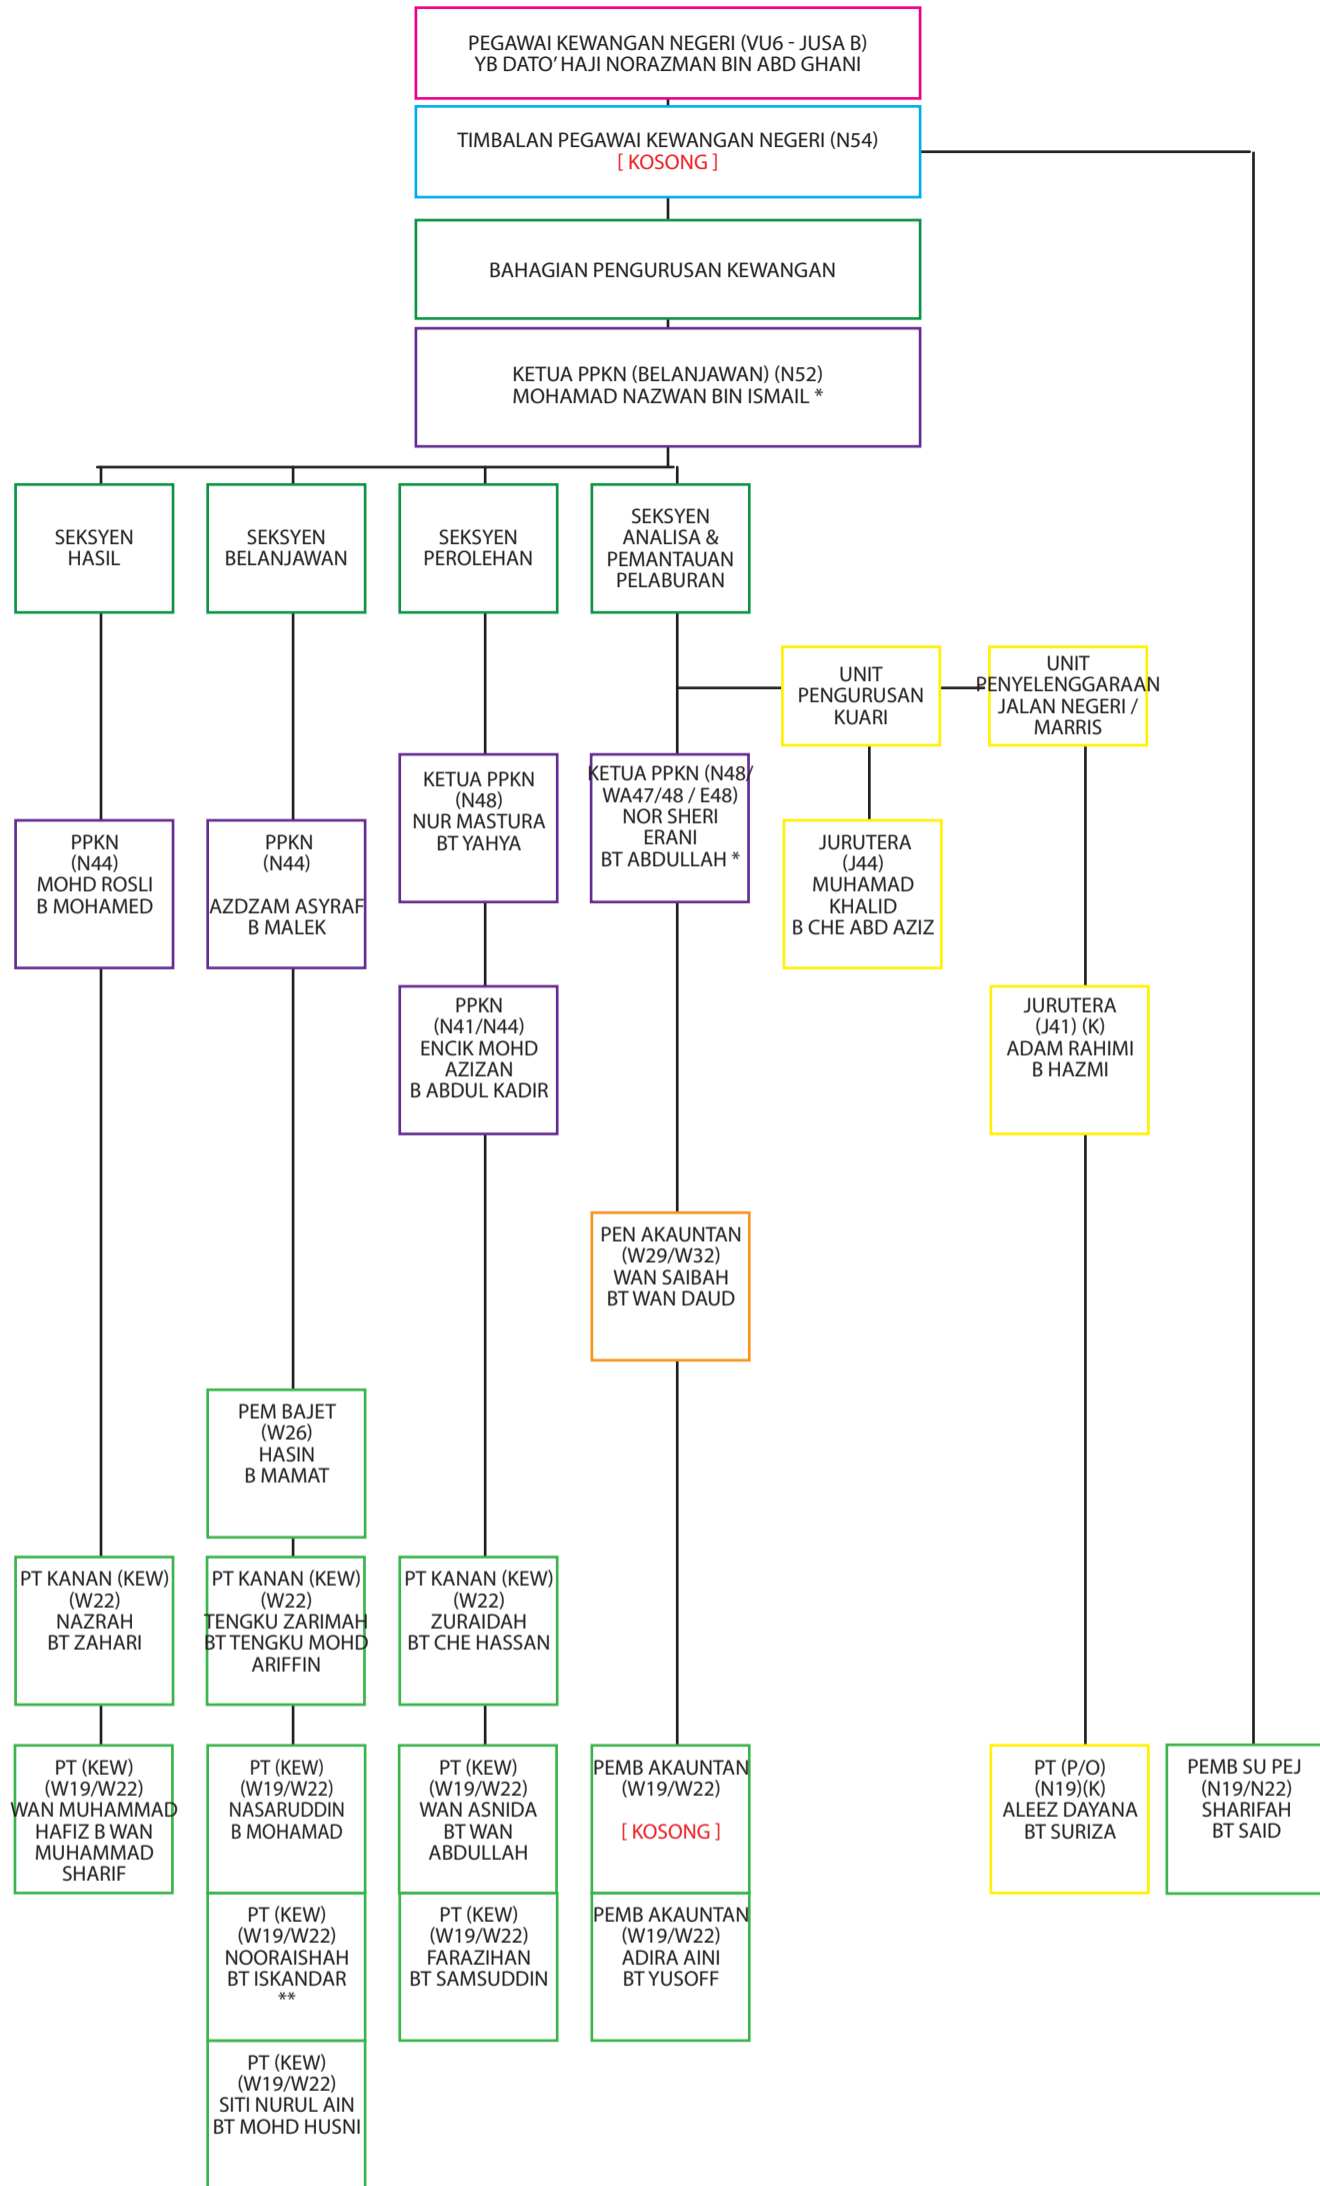 PEGAWAI KEWANGAN NEGERI (VU6 - JUSA B)
YB DATO’ HAJI NORAZMAN BIN ABD GHANI
TIMBALAN PEGAWAI KEWANGAN NEGERI (N54)
[ KOSONG ]
BAHAGIAN PENGURUSAN KEWANGAN
KETUA PPKN (BELANJAWAN) (N52)
MOHAMAD NAZWAN BIN ISMAIL *
SEKSYEN
HASIL
SEKSYEN
BELANJAWAN
SEKSYEN
PEROLEHAN
SEKSYEN
ANALISA &
PEMANTAUAN
PELABURAN
UNIT
PENGURUSAN
KUARI
UNIT
PENYELENGGARAAN
JALAN NEGERI /
MARRIS
PPKN
(N44)
MOHD ROSLI
B MOHAMED
PPKN
(N44)
AZDZAM ASYRAF
B MALEK
KETUA PPKN
(N48)
NUR MASTURA
BT YAHYA
KETUA PPKN (N48/
WA47/48 / E48)
NOR SHERI
ERANI
BT ABDULLAH *
JURUTERA
(J44)
MUHAMAD
KHALID
B CHE ABD AZIZ
PPKN
(N41/N44)
ENCIK MOHD
AZIZAN
B ABDUL KADIR
JURUTERA
(J41) (K)
ADAM RAHIMI
B HAZMI
PEN AKAUNTAN
(W29/W32)
WAN SAIBAH
BT WAN DAUD
PEM BAJET
(W26)
HASIN
B MAMAT
PT KANAN (KEW)
(W22)
NAZRAH
BT ZAHARI
PT KANAN (KEW)
(W22)
TENGKU ZARIMAH
BT TENGKU MOHD
ARIFFIN
PT KANAN (KEW)
(W22)
ZURAIDAH
BT CHE HASSAN
PT (KEW)
(W19/W22)
WAN MUHAMMAD
HAFIZ B WAN
MUHAMMAD
SHARIF
PT (KEW)
(W19/W22)
NASARUDDIN
B MOHAMAD
PT (KEW)
(W19/W22)
WAN ASNIDA
BT WAN
ABDULLAH
PEMB AKAUNTAN
(W19/W22)
[ KOSONG ]
PT (P/O)
(N19)(K)
ALEEZ DAYANA
BT SURIZA
PEMB SU PEJ
(N19/N22)
SHARIFAH
BT SAID
PT (KEW)
(W19/W22)
NOORAISHAH
BT ISKANDAR
**
PT (KEW)
(W19/W22)
FARAZIHAN
BT SAMSUDDIN
PEMB AKAUNTAN
(W19/W22)
ADIRA AINI
BT YUSOFF
PT (KEW)
(W19/W22)
SITI NURUL AIN
BT MOHD HUSNI